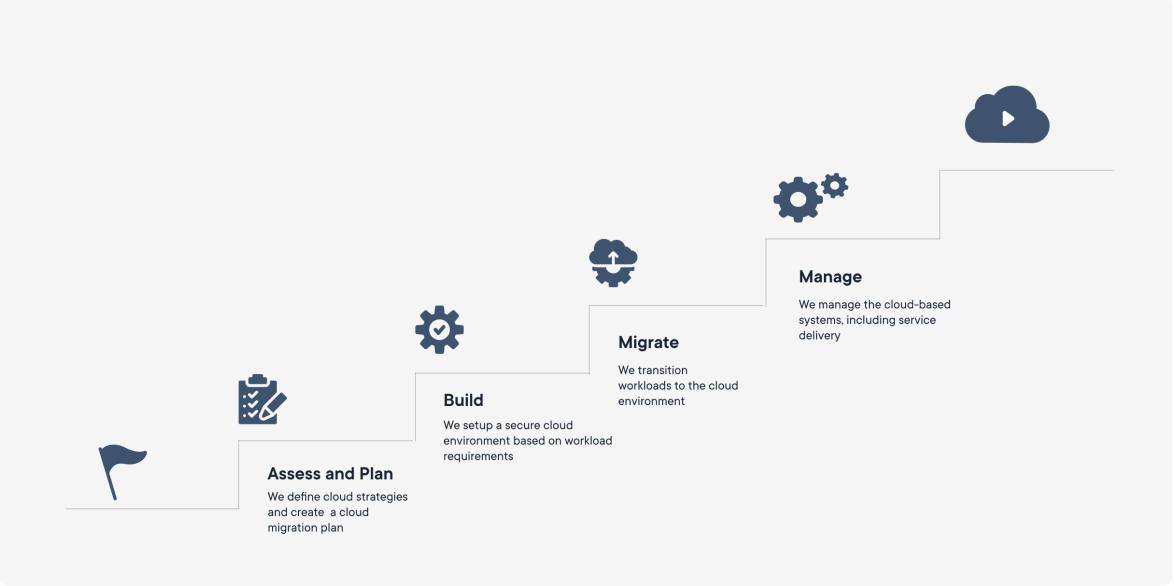 Assess and Plan
We define cloud strategies
and create  a cloud
migration plan
Build
We setup a secure cloud
environment based on workload
requirements
Migrate
We transition
workloads to the cloud
environment
Manage
We manage the cloud-based
systems, including service
delivery